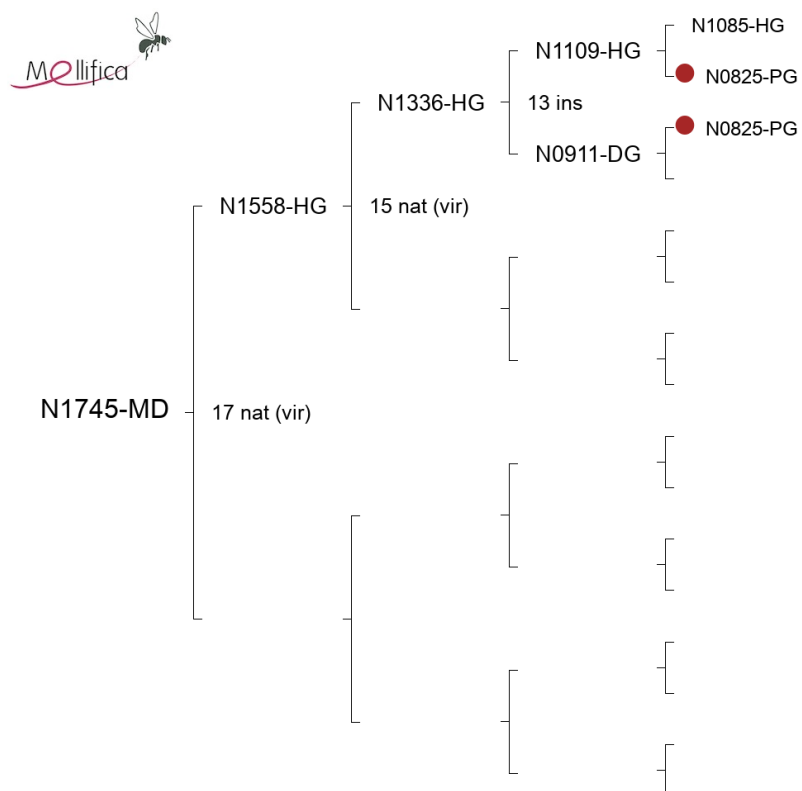 Mellifica
N1085-HG
N1109-HG
N0825-PG
N1336-HG
13 ins
N0825-PG
N0911-DG
N1558-HG
15 nat (vir)
N1745-MD
17 nat (vir)